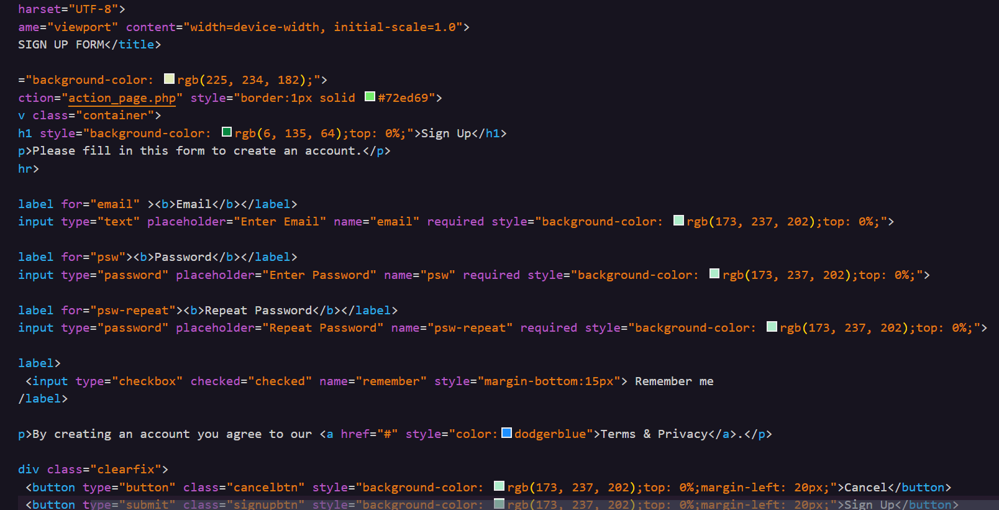 harset="UTF-8">
ame="viewport" content="width=device-width, initial-scale=1.0">
SIGN UP FORM</title>
="background-color: rgb(225, 234, 182);">
ction="action_page.php" style="border:1px solid #72ed69">
v class="container">
h1 style="background-color: rgb(6, 135, 64);top: 0%;">Sign Up</h1>
p>Please fill in this form to create an account.</p>
hr>
label for="email" ><b>Email</b></label>
input type="text" placeholder="Enter Email" name="email" required style="background-color: rgb(173, 237, 202);top: 0%;">
label for="psw"><b>Password</b></label>
input type="password" placeholder="Enter Password" name="psw" required style="background-color: rgb(173, 237, 202);top: 0%;">
label for="psw-repeat"><b>Repeat Password</b></label>
input type="password" placeholder="Repeat Password" name="psw-repeat" required style="background-color: rgb(173, 237, 202);top: 0%;">
label>
<input type="checkbox" checked="checked" name="remember" style="margin-bottom:15px"> Remember me
/label>
p>By creating an account you agree to our <a href="#" style="color:dodgerblue">Terms & Privacy</a>.</p>
div class="clearfix">
<button type="button" class="cancelbtn" style="background-color: rgb(173, 237, 202);top: 0%;margin-left: 20px;">Cancel</button>
<button type="submit" class="signupbtn" style="background-color: rgb(173, 237, 202);top: 0%;margin-left: 20px;">Sign Up</button>